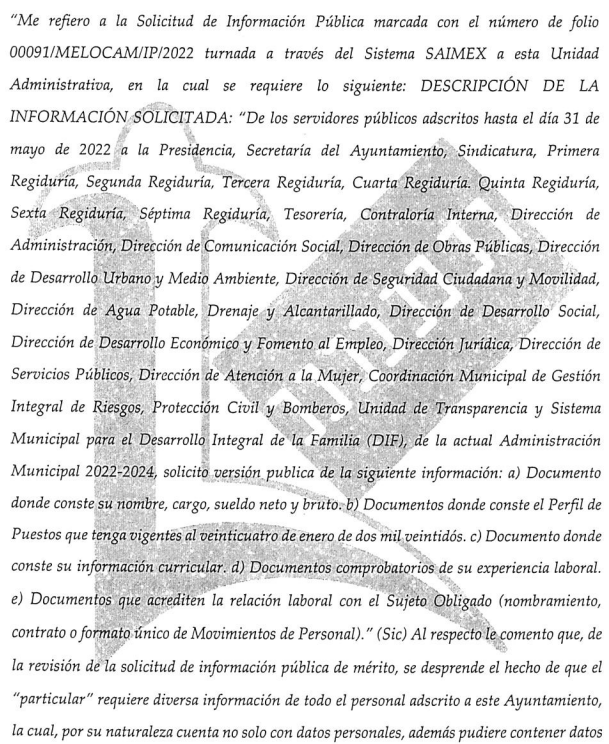 “Me refiero a la Solicitud de Información Pública marcada con el número de folio
00091/MELOCAM/IP/2022 turnada a través del Sistema SAIMEX a esta Unidad
Administrativa, en la cual se requiere lo siguiente: DESCRIPCIÓN DE LA
INFORMACIÓN SOLICITADA: “De los servidores públicos adscritos hasta el día 31 de
mayo de 2022 a la Presidencia, Secretaría del Ayuntamiento, Sindicatura, Primera
Regiduría, Segunda Regiduría, Tercera Regiduría, Cuarta Regiduría. Quinta Regiduría,
Sexta Regiduría, Séptima Regiduría, Tesorería, Contraloría Interna, Dirección de
Administración, Dirección de Comunicación Social, Dirección de Obras Públicas, Dirección
de Desarrollo Urbano y Medio Ambiente, Dirección de Seguridad Ciudadana y Movilidad,
Dirección de Agua Potable, Drenaje y Alcantarillado, Dirección de Desarrollo Social,
Dirección de Desarrollo Económico y Fomento al Empleo, Dirección Jurídica, Dirección de
Servicios Públicos, Dirección de Atención a la Mujer, Coordinación Municipal de Gestión
Integral de Riesgos, Protección Civil y Bomberos, Unidad de Transparencia y Sistema
Municipal para el Desarrollo Integral de la Familia (DIF), de la actual Administración
Municipal 2022-2024, solicito versión publica de la siguiente información: a) Documento
donde conste su nombre, cargo, sueldo neto y bruto. b) Documentos donde conste el Perfil de
Puestos que tenga vigentes al veinticuatro de enero de dos mil veintidós. c) Documento donde
conste su información curricular. d) Documentos comprobatorios de su experiencia laboral.
e) Documentos que acrediten la relación laboral con el Sujeto Obligado (nombramiento,
contrato o formato único de Movimientos de Personal).” (Sic) Al respecto le comento que, de
la revisión de la solicitud de información pública de mérito, se desprende el hecho de que el
“particular” requiere diversa información de todo el personal adscrito a este Ayuntamiento,
la cual, por su naturaleza cuenta no solo con datos personales, además pudiere contener datos